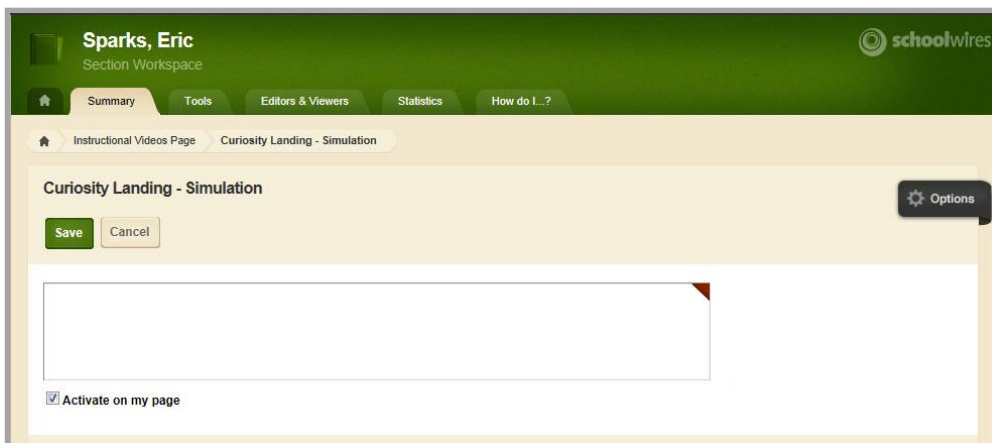 Sparks, Eric
Section Workspace
schoolwires
Summary Tools Editors & Viewers Statistics How do I...?
Instructional Videos Page Curiosity Landing - Simulation
Curiosity Landing - Simulation
Options
Save Cancel
Activate on my page